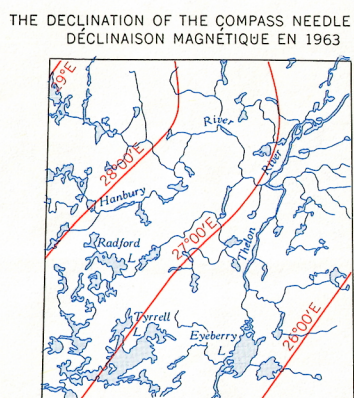 THE DECLINATION OF THE COMPASS NEEDLE
DÉCLINAISON MAGNÉTIQUE EN 1963
29°E
River
28°00'E
River
Hanbury
27°00'E
Radford
L
Thelon
Tyrrell
L
Eyeberry
L
26°00'E